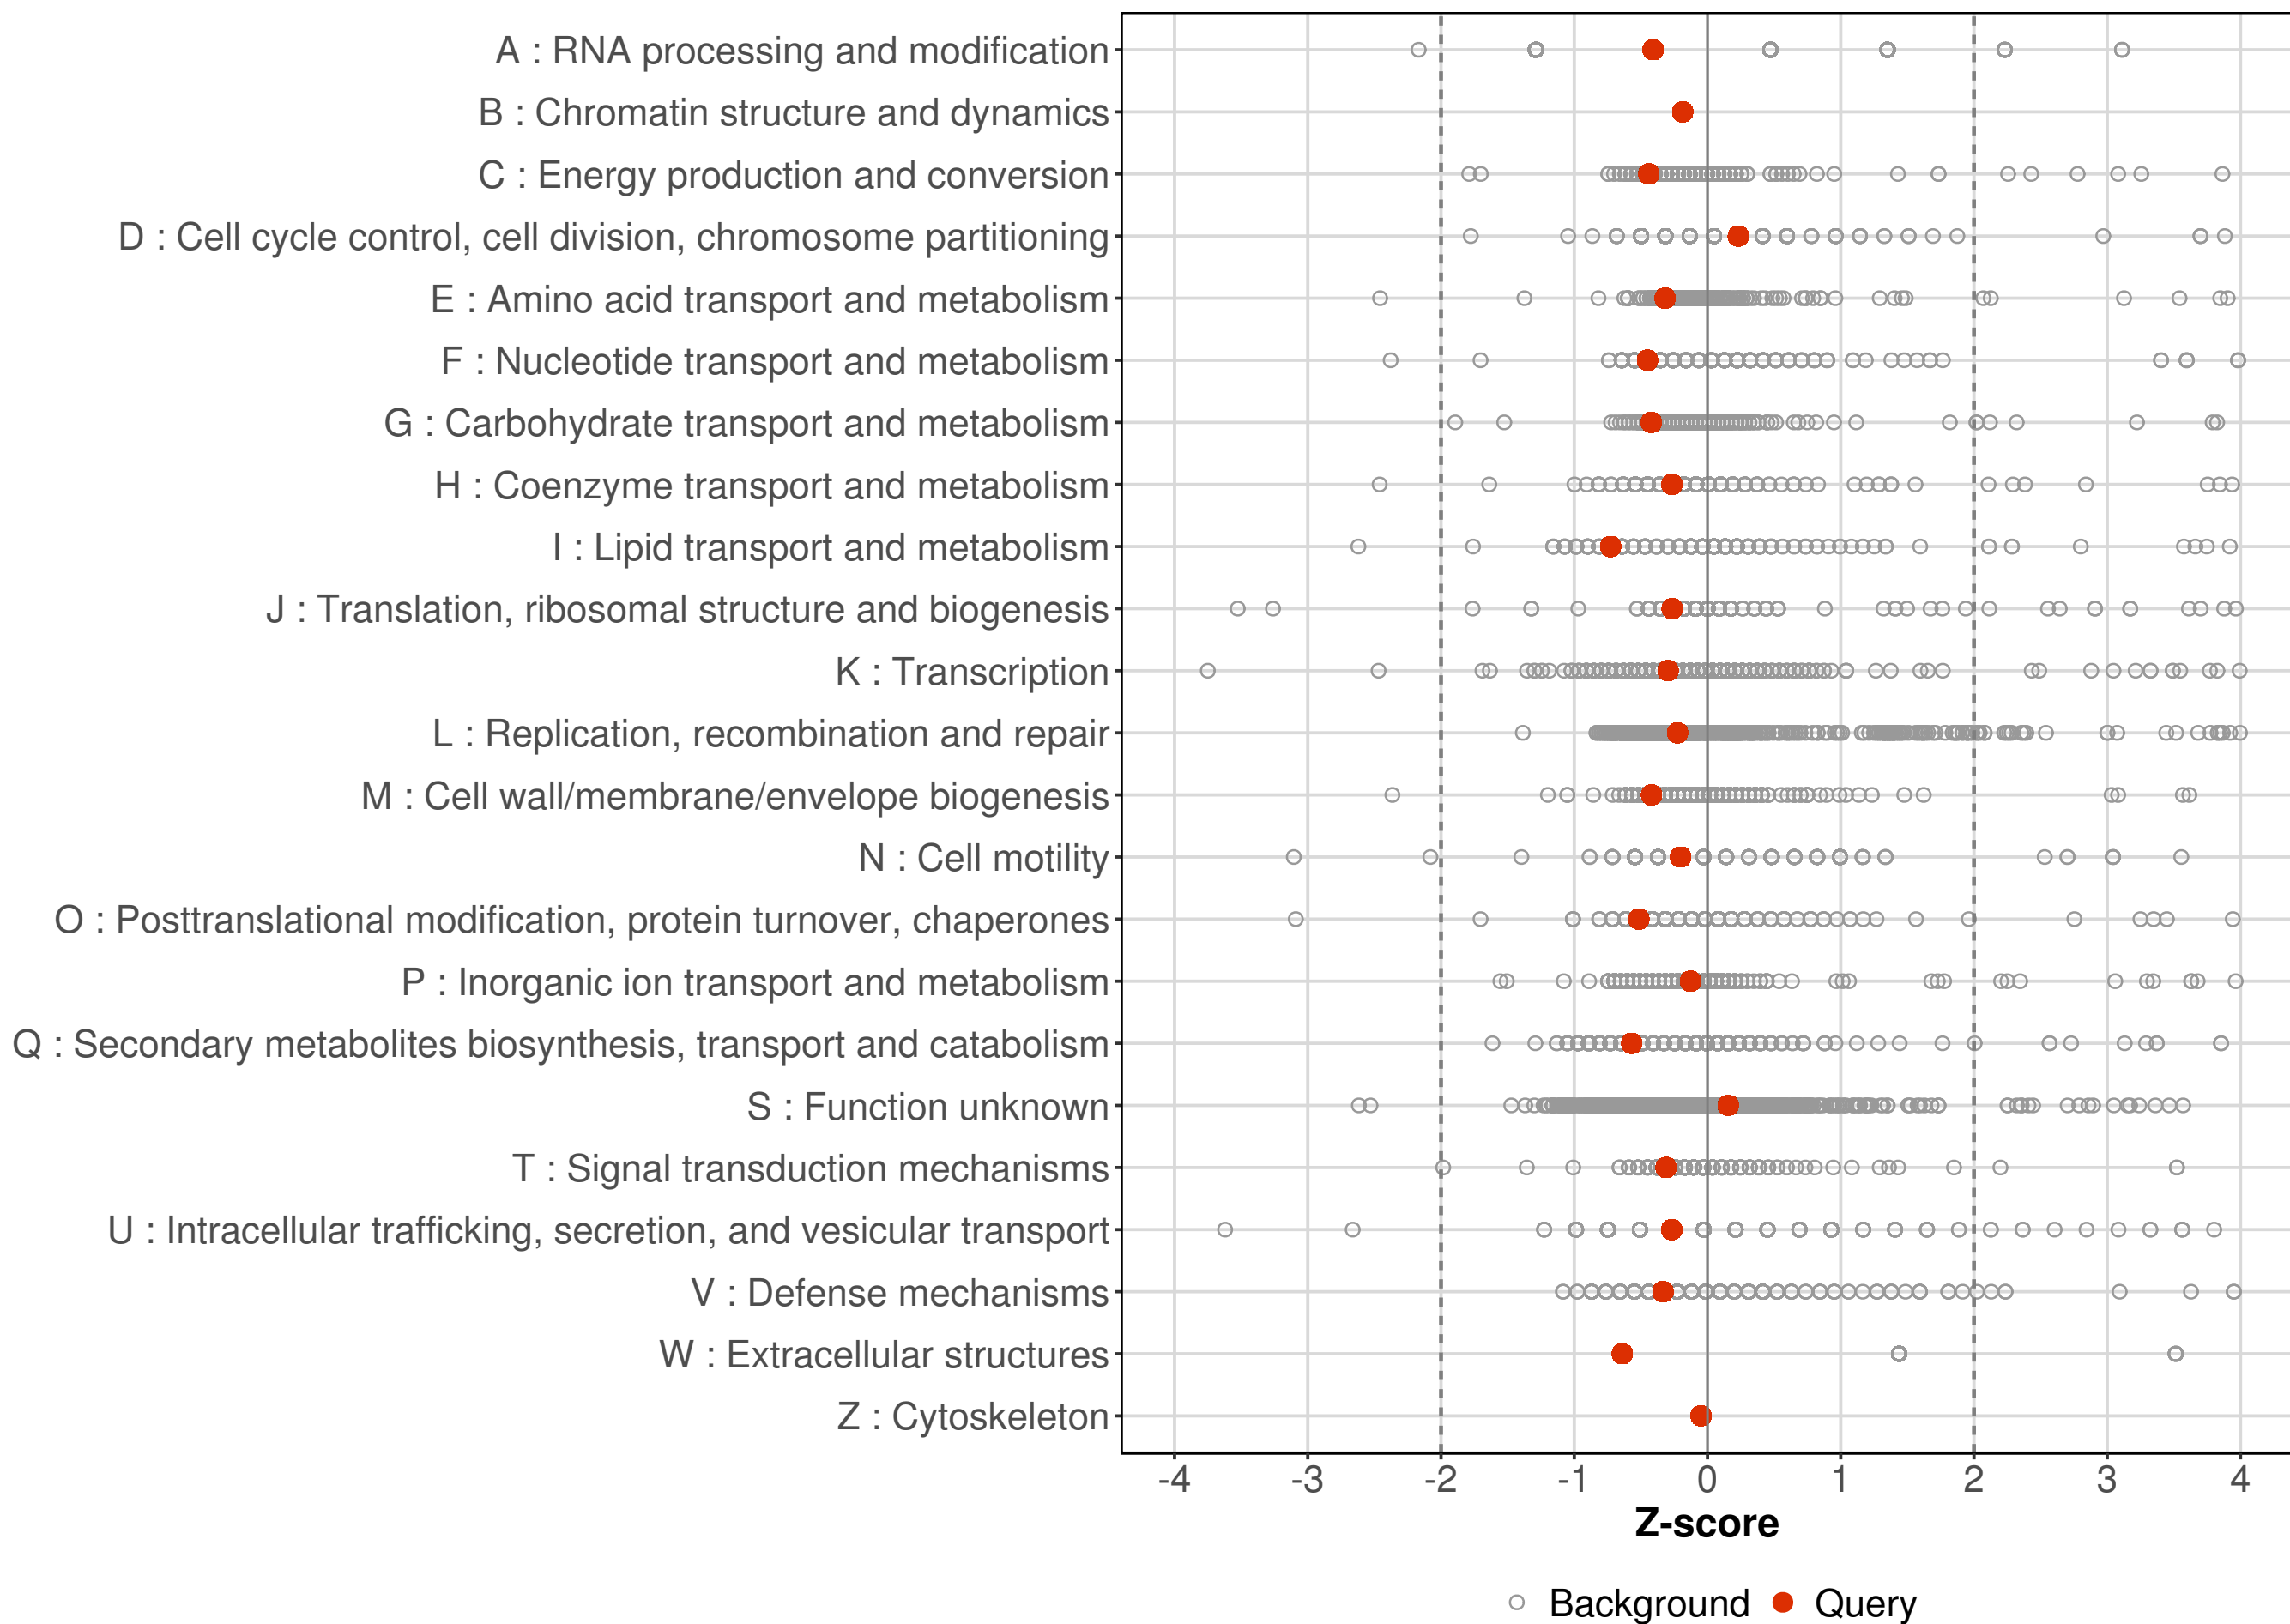 A : RNA processing and modification
B : Chromatin structure and dynamics
C : Energy production and conversion
D : Cell cycle control, cell division, chromosome partitioning
E : Amino acid transport and metabolism
F : Nucleotide transport and metabolism
G : Carbohydrate transport and metabolism
H : Coenzyme transport and metabolism
I : Lipid transport and metabolism
J : Translation, ribosomal structure and biogenesis
K : Transcription
L : Replication, recombination and repair
M : Cell wall/membrane/envelope biogenesis
N : Cell motility
O : Posttranslational modification, protein turnover, chaperones
P : Inorganic ion transport and metabolism
Q : Secondary metabolites biosynthesis, transport and catabolism
S : Function unknown
T : Signal transduction mechanisms
U : Intracellular trafficking, secretion, and vesicular transport
V : Defense mechanisms
W : Extracellular structures
Z : Cytoskeleton
-4 -3 -2 -1 0 1 2 3 4
Z-score
Background Query